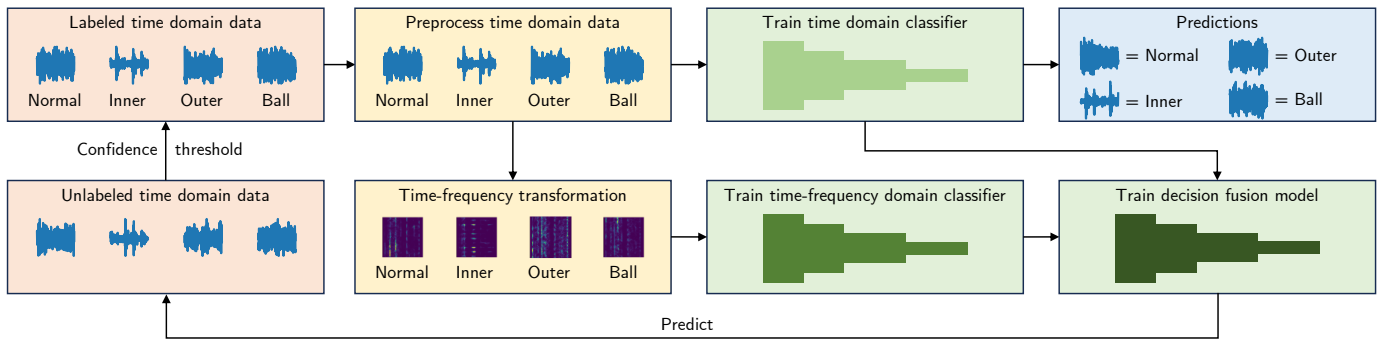 Labeled time domain data
Normal Inner Outer Ball
Preprocess time domain data
Normal Inner Outer Ball
Train time domain classifier
Predictions
= Normal = Outer
= Inner = Ball
Confidence threshold
Unlabeled time domain data
Time-frequency transformation
Normal Inner Outer Ball
Train time-frequency domain classifier
Train decision fusion model
Predict